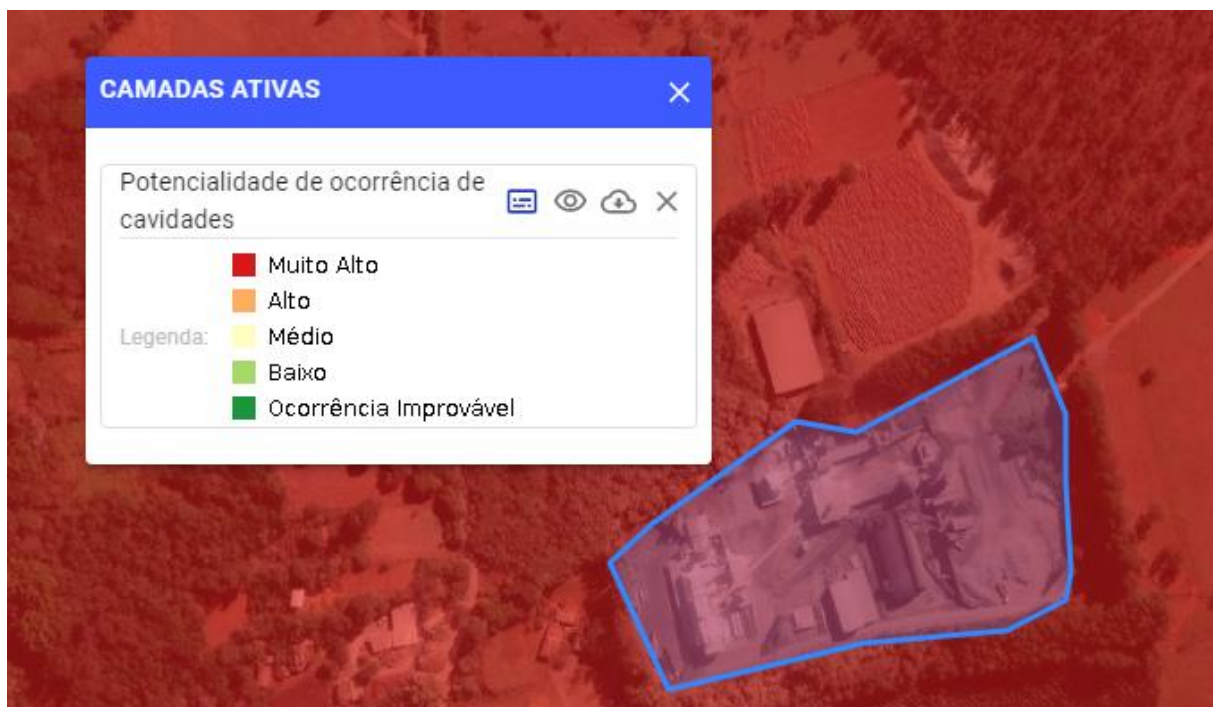 CAMADAS ATIVAS
Potencialidade de ocorrência de
cavidades
Legenda:
Muito Alto
Alto
Médio
Baixo
Ocorrência Improvável